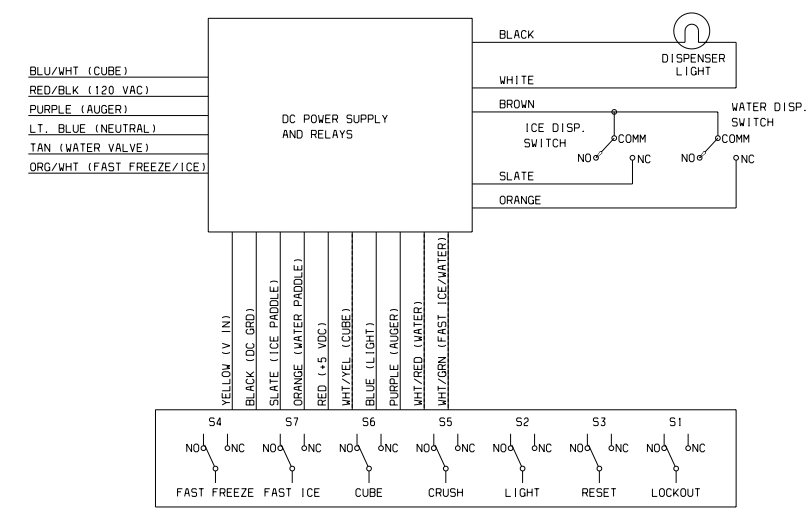 BLACK
DISPENSER
LIGHT
BLU/WHT (CUBE)
RED/BLK (120 VAC)
PURPLE (AUGER)
LT. BLUE (NEUTRAL)
TAN (WATER VALVE)
ORG/WHT (FAST FREEZE/ICE)
DC POWER SUPPLY
AND RELAYS
WHITE
BROWN
ICE DISP.
SWITCH
COMM
NO
NC
WATER DISP.
SWITCH
COMM
NO
NC
SLATE
ORANGE
YELLOW (V IN)
BLACK (DC GRD)
SLATE (ICE PADDLE)
ORANGE (WATER PADDLE)
RED (+5 VDC)
WHT/YEL (CUBE)
BLUE (LIGHT)
PURPLE (AUGER)
WHT/RED (WATER)
WHT/GRN (FAST ICE/WATER)
S4 S7 S6 S5 S2 S3 S1
NO NC NO NC NO NC NO NC NO NC NO NC NO NC
FAST FREEZE FAST ICE CUBE CRUSH LIGHT RESET LOCKOUT